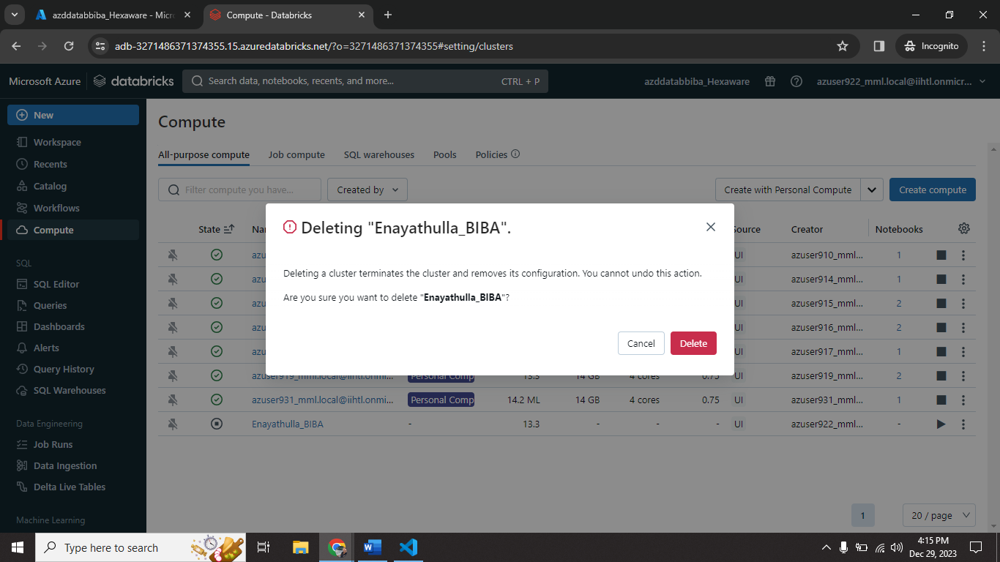 azddatabbiba_Hexaware - Micr
Compute - Databricks
adb-3271486371374355.15.azuredatabricks.net/?o=3271486371374355#setting/clusters
Incognito
Microsoft Azure
databricks
Search data, notebooks, recents, and more...
CTRL + P
azddatabbiba_Hexaware
azuser922_mml.local@iihtl.onmicr...
New
Workspace
Recents
Catalog
Workflows
Compute
SQL
SQL Editor
Queries
Dashboards
Alerts
Query History
SQL Warehouses
Data Engineering
Job Runs
Data Ingestion
Delta Live Tables
Machine Learning
Compute
All-purpose compute Job compute SQL warehouses Pools Policies
Filter compute you have...
Created by
Create with Personal Compute
Create compute
State Na Source Creator Notebooks
azu UI azuser910_mml... 1
azu UI azuser914_mml... 1
azu UI azuser915_mml... 2
azu UI azuser916_mml... 2
azu UI azuser917_mml... 1
azuser919_mml.local@iihtl.onmi... Personal Comp 13.3 14 GB 4 cores 0.75 UI azuser919_mml... 2
azuser931_mml.local@iihtl.onmi... Personal Comp 14.2 ML 14 GB 4 cores 0.75 UI azuser931_mml... 1
Enayathulla_BIBA - 13.3 - - - UI azuser922_mml... -
Deleting "Enayathulla_BIBA".
Deleting a cluster terminates the cluster and removes its configuration. You cannot undo this action.
Are you sure you want to delete "Enayathulla_BIBA"?
Cancel
Delete
1
20 / page
Type here to search
4:15 PM
Dec 29, 2023